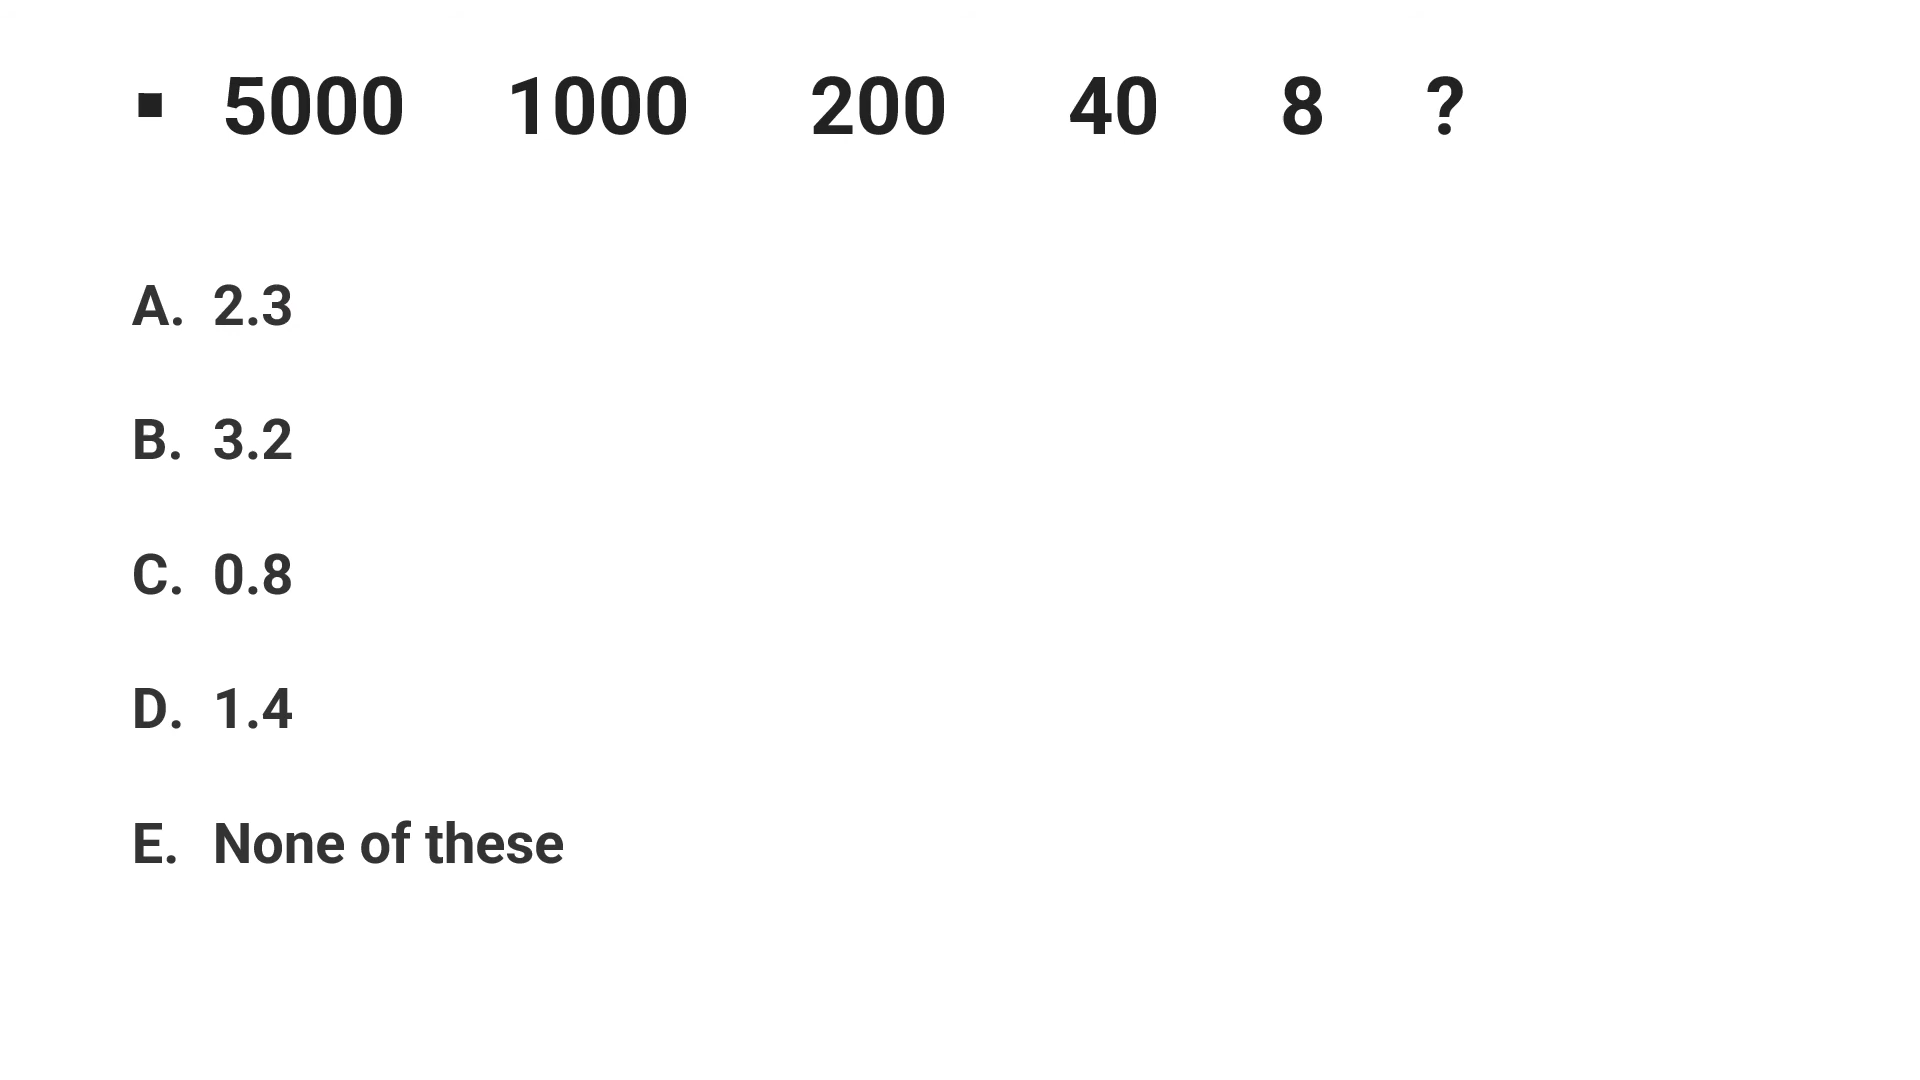 ▪ 5000 1000 200 40 8 ?
A. 2.3
B. 3.2
C. 0.8
D. 1.4
E. None of these